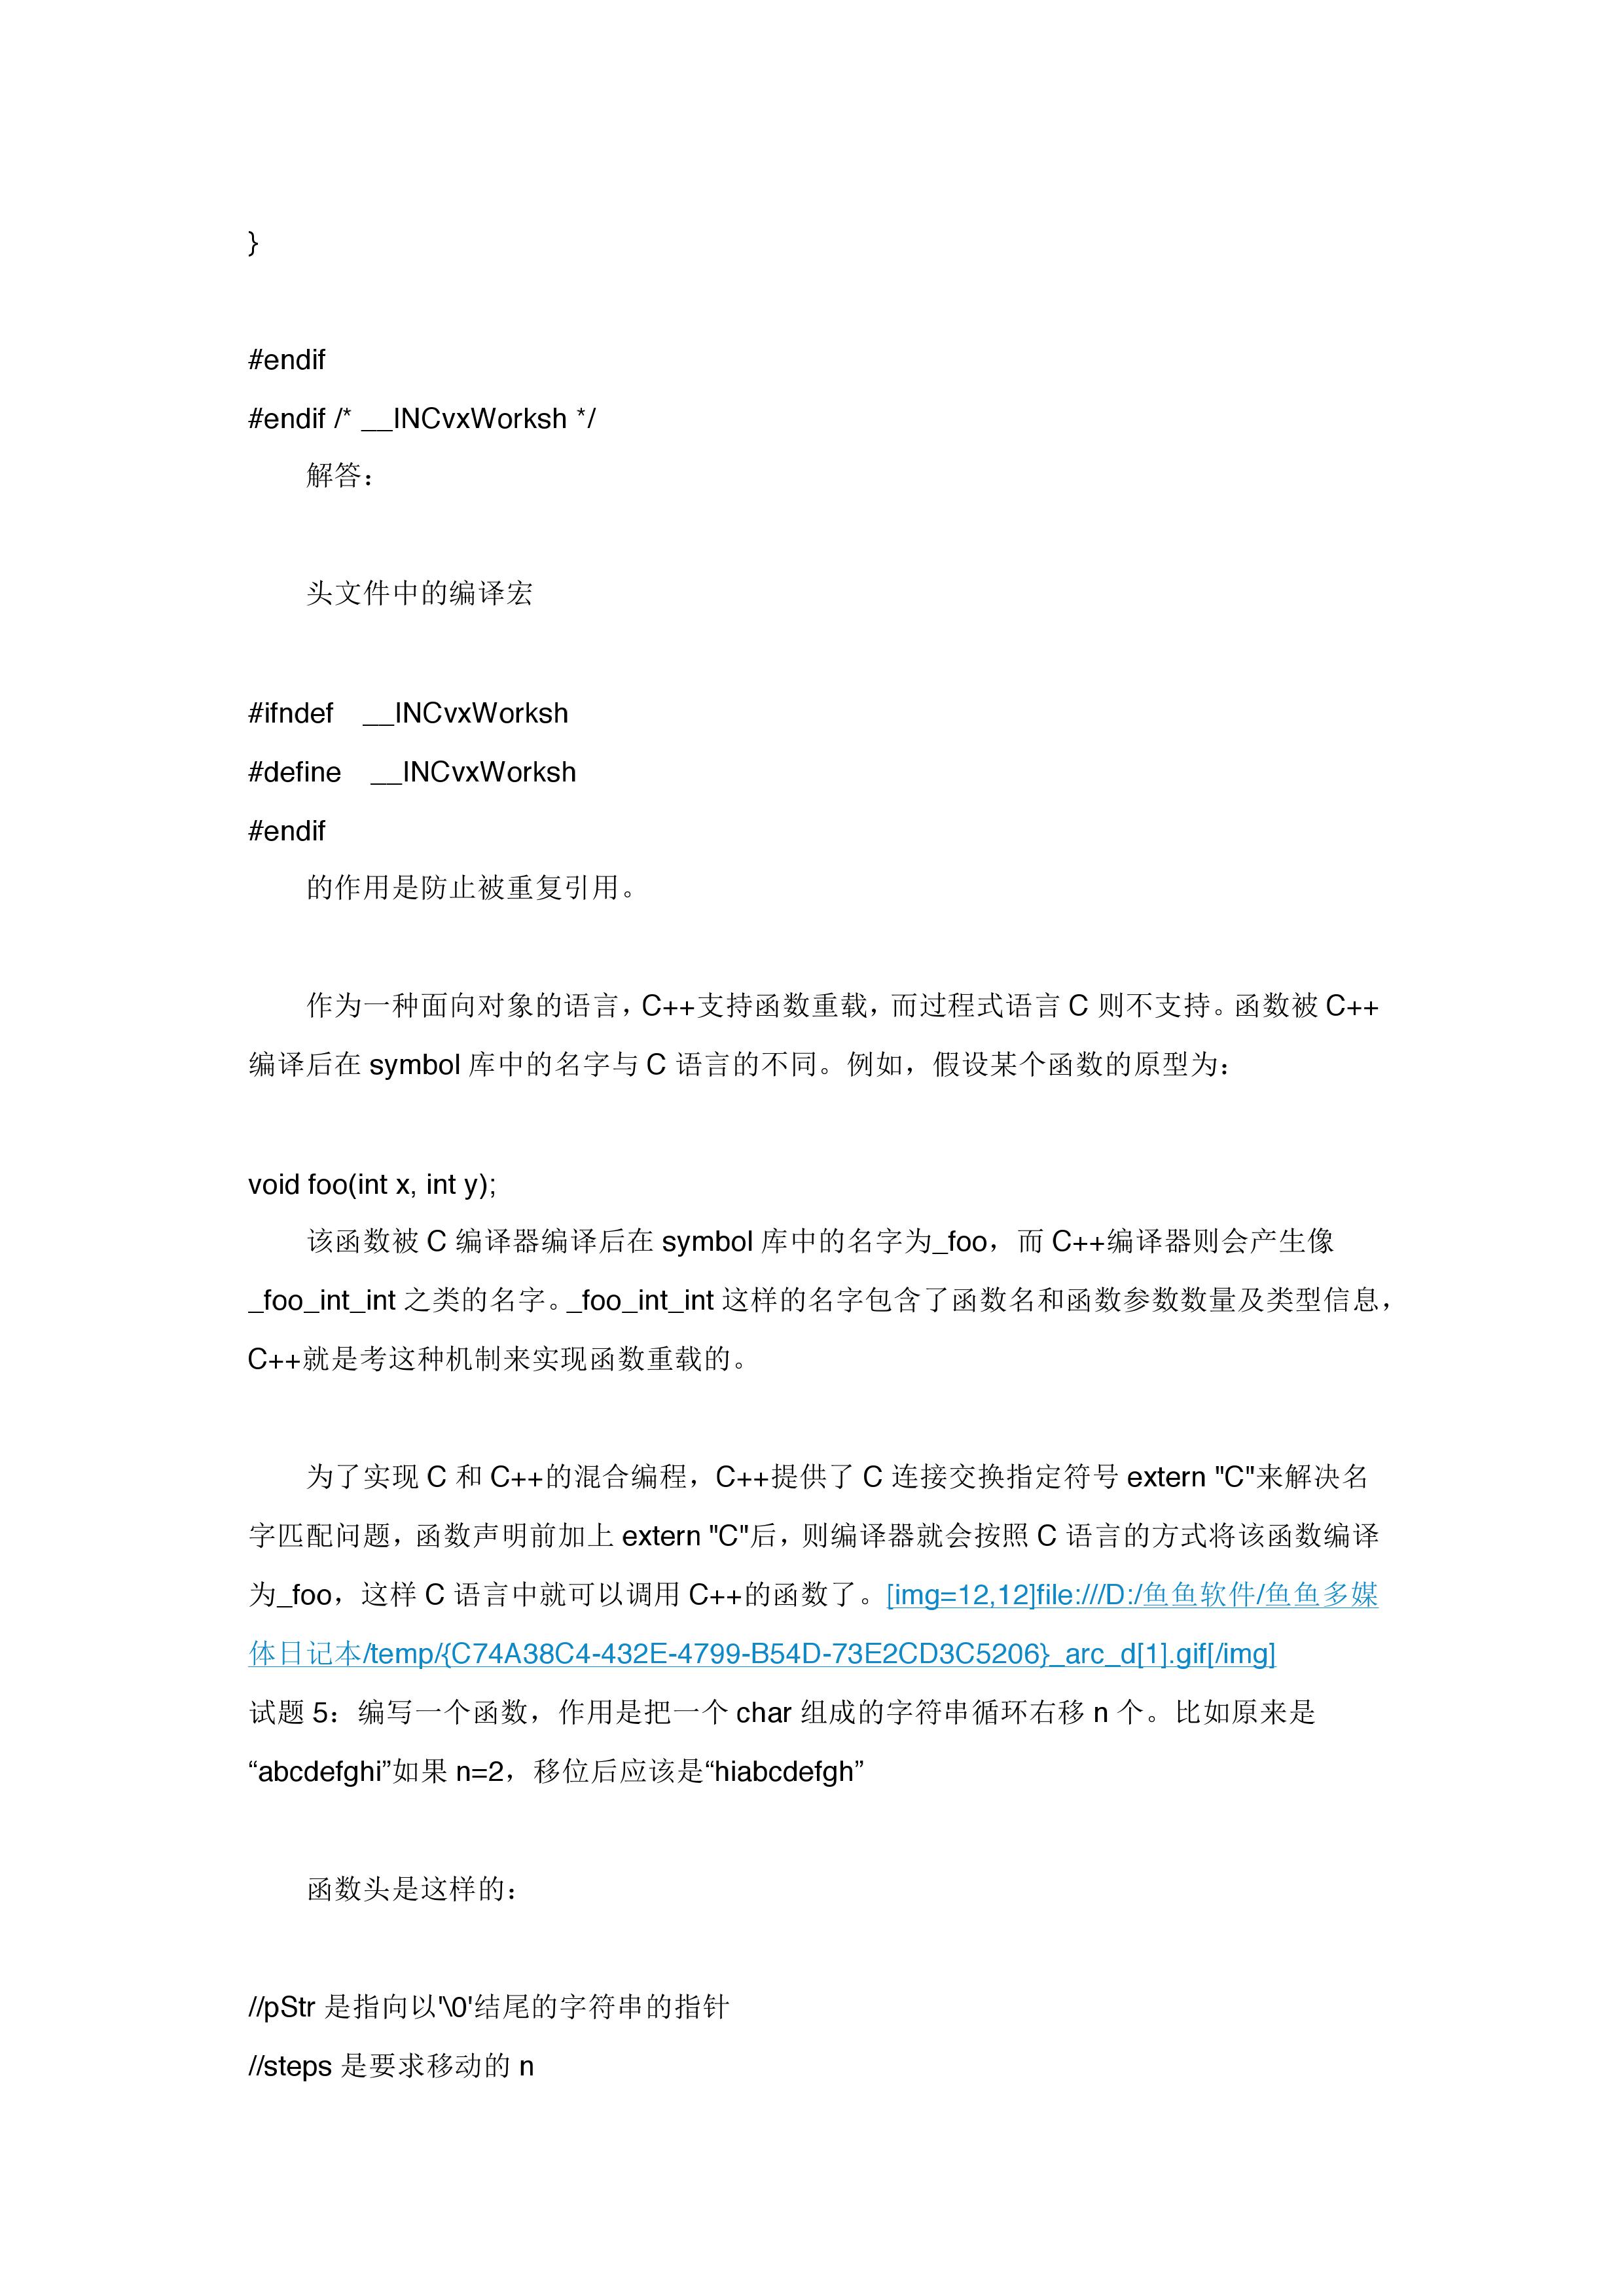 }
#endif
#endif /* __INCvxWorksh */
解答：
头文件中的编译宏
#ifndef __INCvxWorksh
#define __INCvxWorksh
#endif
的作用是防止被重复引用。
作为一种面向对象的语言，C++支持函数重载，而过程式语言 C 则不支持。函数被 C++
编译后在 symbol 库中的名字与 C 语言的不同。例如，假设某个函数的原型为：
void foo(int x, int y);
该函数被 C 编译器编译后在 symbol 库中的名字为_foo，而 C++编译器则会产生像
_foo_int_int 之类的名字。_foo_int_int 这样的名字包含了函数名和函数参数数量及类型信息，
C++就是考这种机制来实现函数重载的。
为了实现 C 和 C++的混合编程，C++提供了 C 连接交换指定符号 extern "C"来解决名
字匹配问题，函数声明前加上 extern "C"后，则编译器就会按照 C 语言的方式将该函数编译
为_foo，这样 C 语言中就可以调用 C++的函数了。[img=12,12]file:///D:/鱼鱼软件/鱼鱼多媒
体日记本/temp/{C74A38C4-432E-4799-B54D-73E2CD3C5206}_arc_d[1].gif[/img]
试题 5：编写一个函数，作用是把一个 char 组成的字符串循环右移 n 个。比如原来是
“abcdefghi”如果 n=2，移位后应该是“hiabcdefgh”
函数头是这样的：
//pStr 是指向以'\0'结尾的字符串的指针
//steps 是要求移动的 n